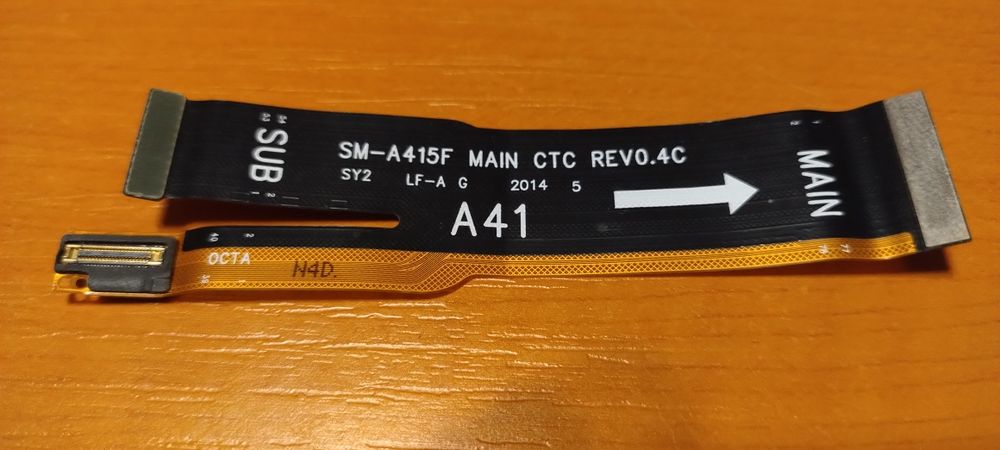 SM-A415F MAIN CTC REV0.4C
SY2 LF-A G 2014 5
A41
SUB
MAIN
OCTA
N4D.